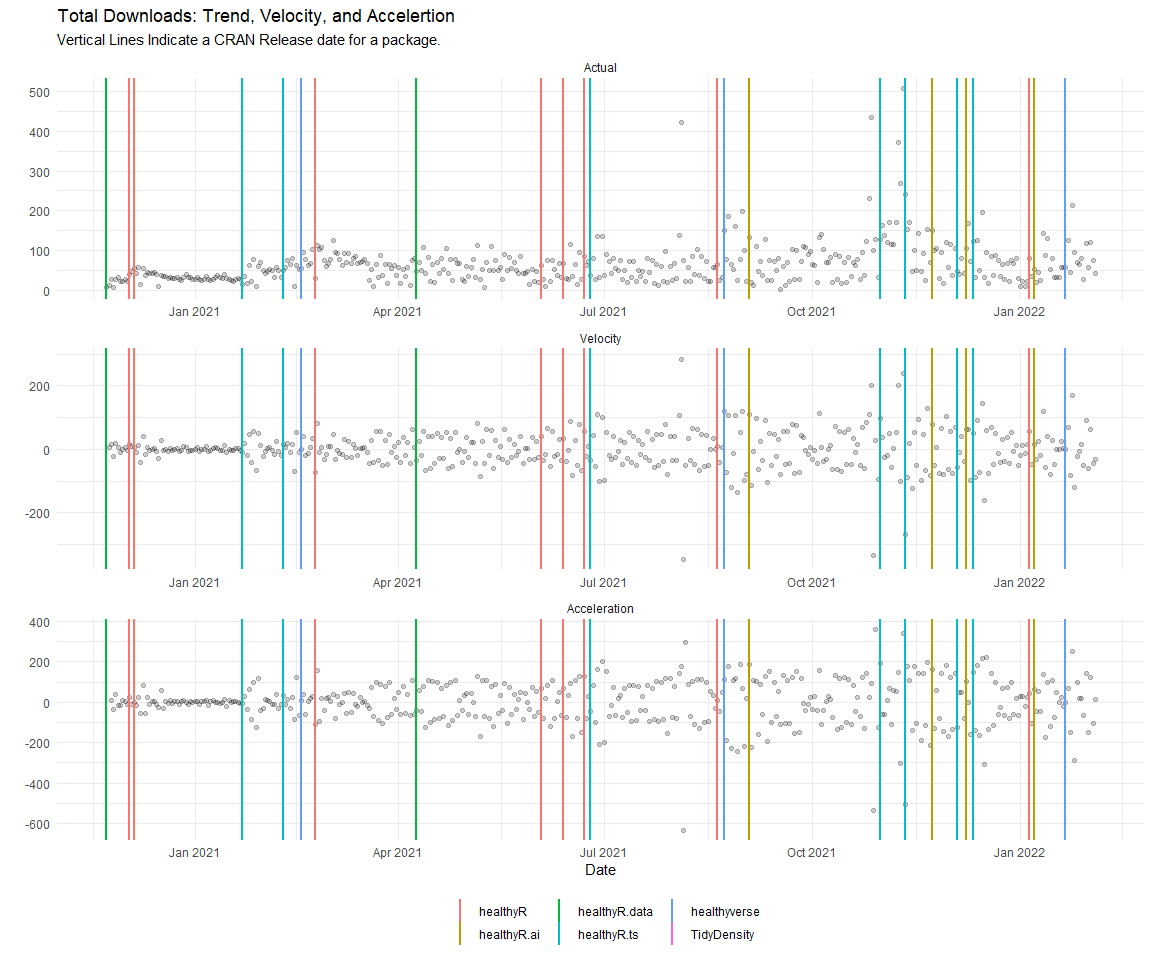 Total Downloads: Trend, Velocity, and Accelertion
Vertical Lines Indicate a CRAN Release date for a package.
Actual
500
400
300
200
100
0
Jan 2021 Apr 2021 Jul 2021 Oct 2021 Jan 2022
Velocity
200
0
-200
Jan 2021 Apr 2021 Jul 2021 Oct 2021 Jan 2022
Acceleration
400
200
0
-200
-400
-600
Jan 2021 Apr 2021 Jul 2021 Oct 2021 Jan 2022
Date
healthyR healthyR.data healthyverse
healthyR.ai healthyR.ts TidyDensity